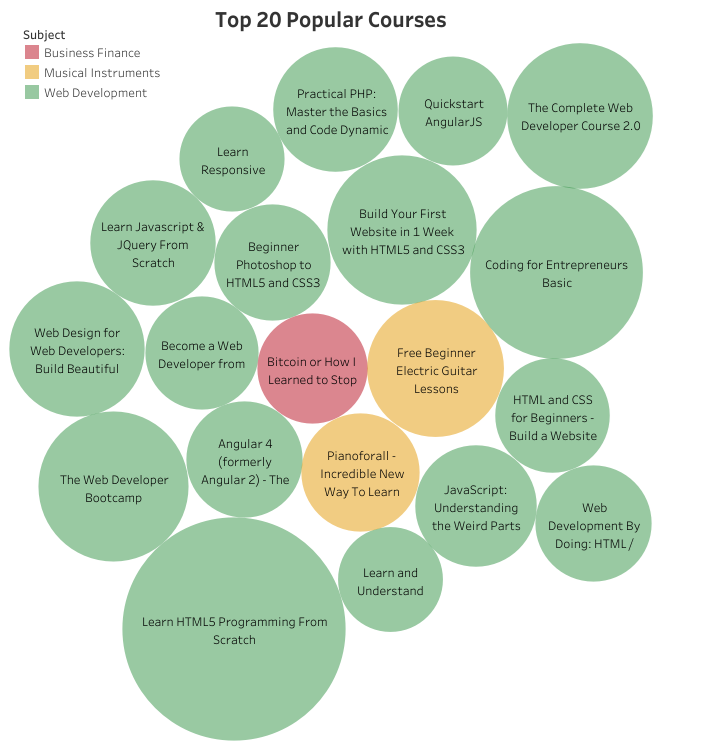 Top 20 Popular Courses
Subject
Business Finance
Musical Instruments
Web Development
Practical PHP:
Master the Basics
and Code Dynamic
Quickstart
AngularJS
The Complete Web
Developer Course 2.0
Learn
Responsive
Build Your First
Website in 1 Week
with HTML5 and CSS3
Learn Javascript &
JQuery From
Scratch
Beginner
Photoshop to
HTML5 and CSS3
Coding for Entrepreneurs
Basic
Web Design for
Web Developers:
Build Beautiful
Become a Web
Developer from
Bitcoin or How I
Learned to Stop
Free Beginner
Electric Guitar
Lessons
HTML and CSS
for Beginners -
Build a Website
The Web Developer
Bootcamp
Angular 4
(formerly
Angular 2) - The
Pianoforall -
Incredible New
Way To Learn
JavaScript:
Understanding
the Weird Parts
Web
Development By
Doing: HTML /
Learn and
Understand
Learn HTML5 Programming From
Scratch